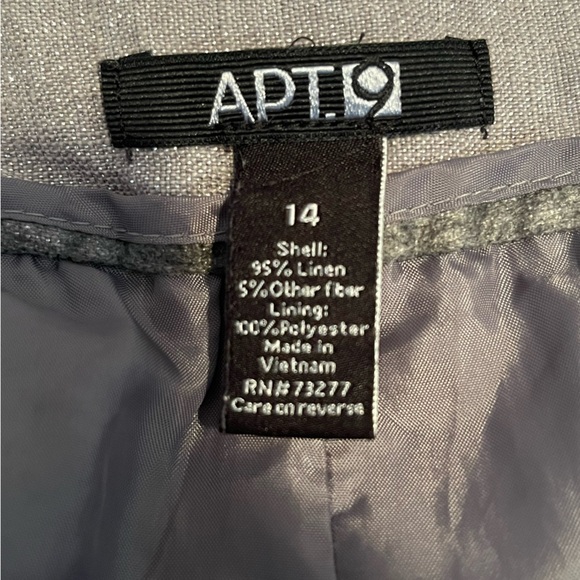 APT.9
14
Shell:
95% Linen
5%Other fiber
Lining:
100%Polyester
Made in
Vietnam
RN#73277
Care on reverse